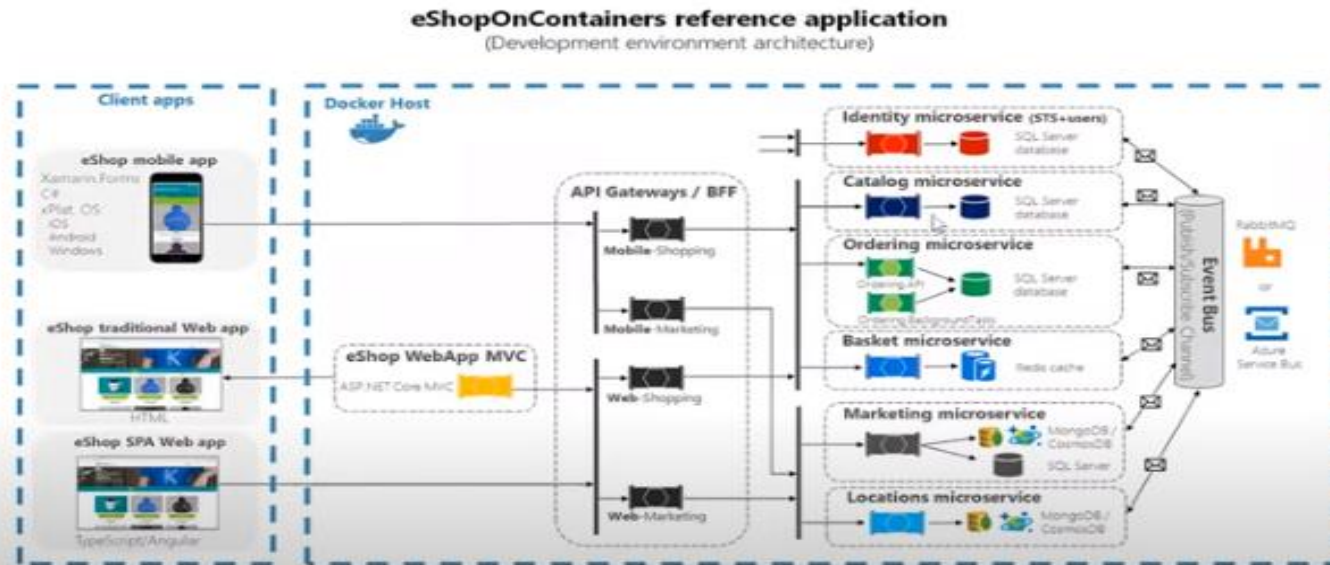 eShopOnContainers reference application
(Development environment architecture)
Client apps
eShop mobile app
Xamarin.Forms
C#
xPlat. OS:
iOS
Android
Windows
eShop traditional Web app
HTML
eShop SPA Web app
TypeScript/Angular
Docker Host
eShop WebApp MVC
ASP.NET Core MVC
API Gateways / BFF
Mobile-Shopping
Mobile-Marketing
Web-Shopping
Web-Marketing
Identity microservice (STS+users)
SQL Server
database
Catalog microservice
SQL Server
database
Ordering microservice
Ordering.API
Ordering.BackgroundTasks
SQL Server
database
Basket microservice
Redis cache
Marketing microservice
MongoDB /
CosmosDB
SQL Server
Locations microservice
MongoDB /
CosmosDB
Event Bus
(Publish/Subscribe Channel)
RabbitMQ
or
Azure
Service Bus